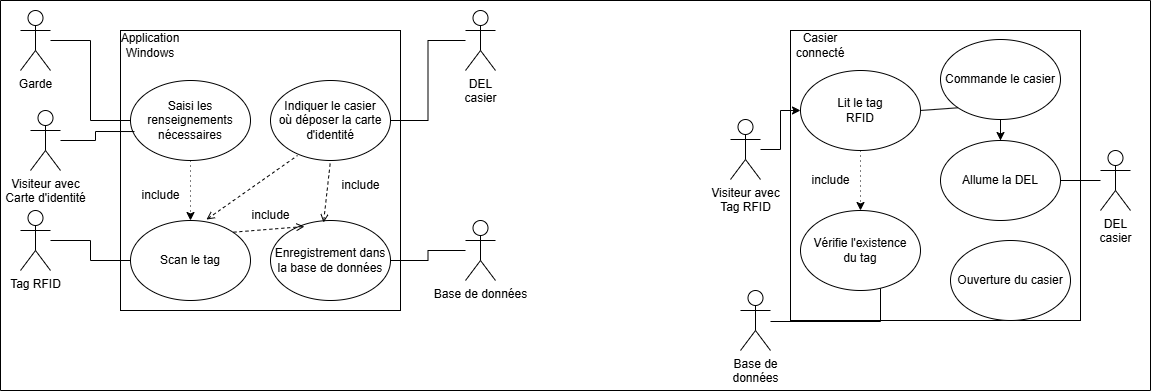 Application
Windows
Garde
Saisi les
renseignements
nécessaires
Indiquer le casier
où déposer la carte
d'identité
DEL
casier
Visiteur avec
Carte d'identité
include
include
include
Scan le tag
Enregistrement dans
la base de données
Tag RFID
Base de données
Casier
connecté
Lit le tag
RFID
Commande le casier
Visiteur avec
Tag RFID
include
Allume la DEL
DEL
casier
Vérifie l'existence
du tag
Ouverture du casier
Base de
données